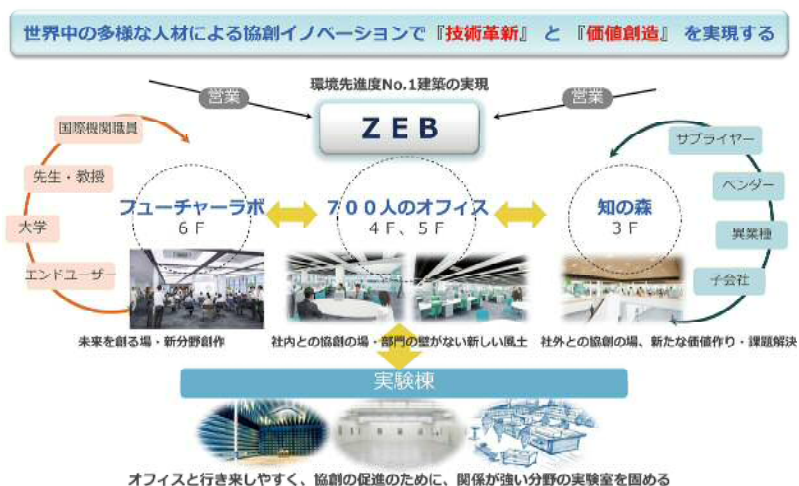 世界中の多様な人材による協創イノベーションで『技術革新』と『価値創造』を実現する
環境先進度No.1建築の実現
営業
営業
ZEB
国際機関職員
先生・教授
大学
エンドユーザー
サプライヤー
ベンダー
異業種
子会社
フューチャーラボ
6F
700人のオフィス
4F、5F
知の森
3F
未来を創る場・新分野創作
社内との協創の場・部門の壁がない新しい風土
社外との協創の場、新たな価値作り・課題解決
実験棟
オフィスと行き来しやすく、協創の促進のために、関係が強い分野の実験室を固める